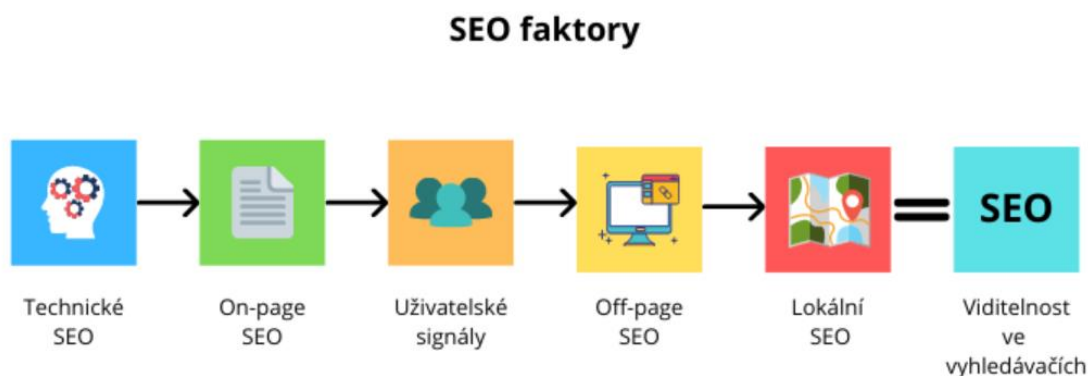 SEO faktory
SEO
Technické
SEO
On-page
SEO
Uživatelské
signály
Off-page
SEO
Lokální
SEO
Viditelnost
ve
vyhledávačích